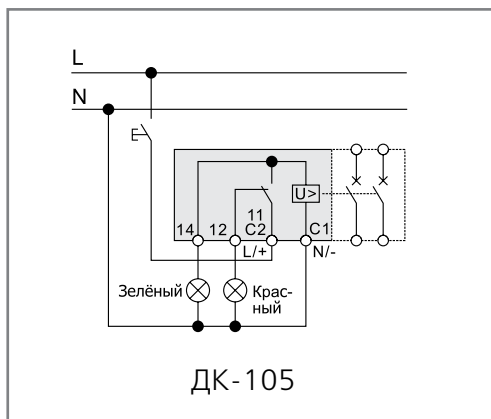 L
N
U>
11
14 12 C2 C1
L/+ N/-
Зелёный Крас-
ный
ДК-105